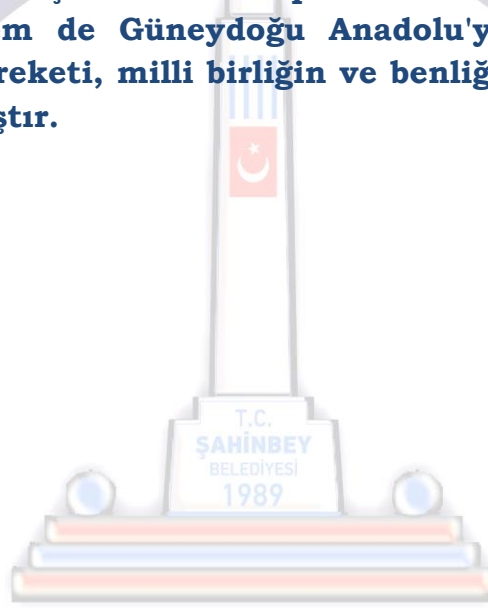 m de Güneydoğu Anadolu'y
reketi, milli birliğin ve benliğ
ştır.
T.C.
ŞAHİNBEY
BELEDİYESİ
1989